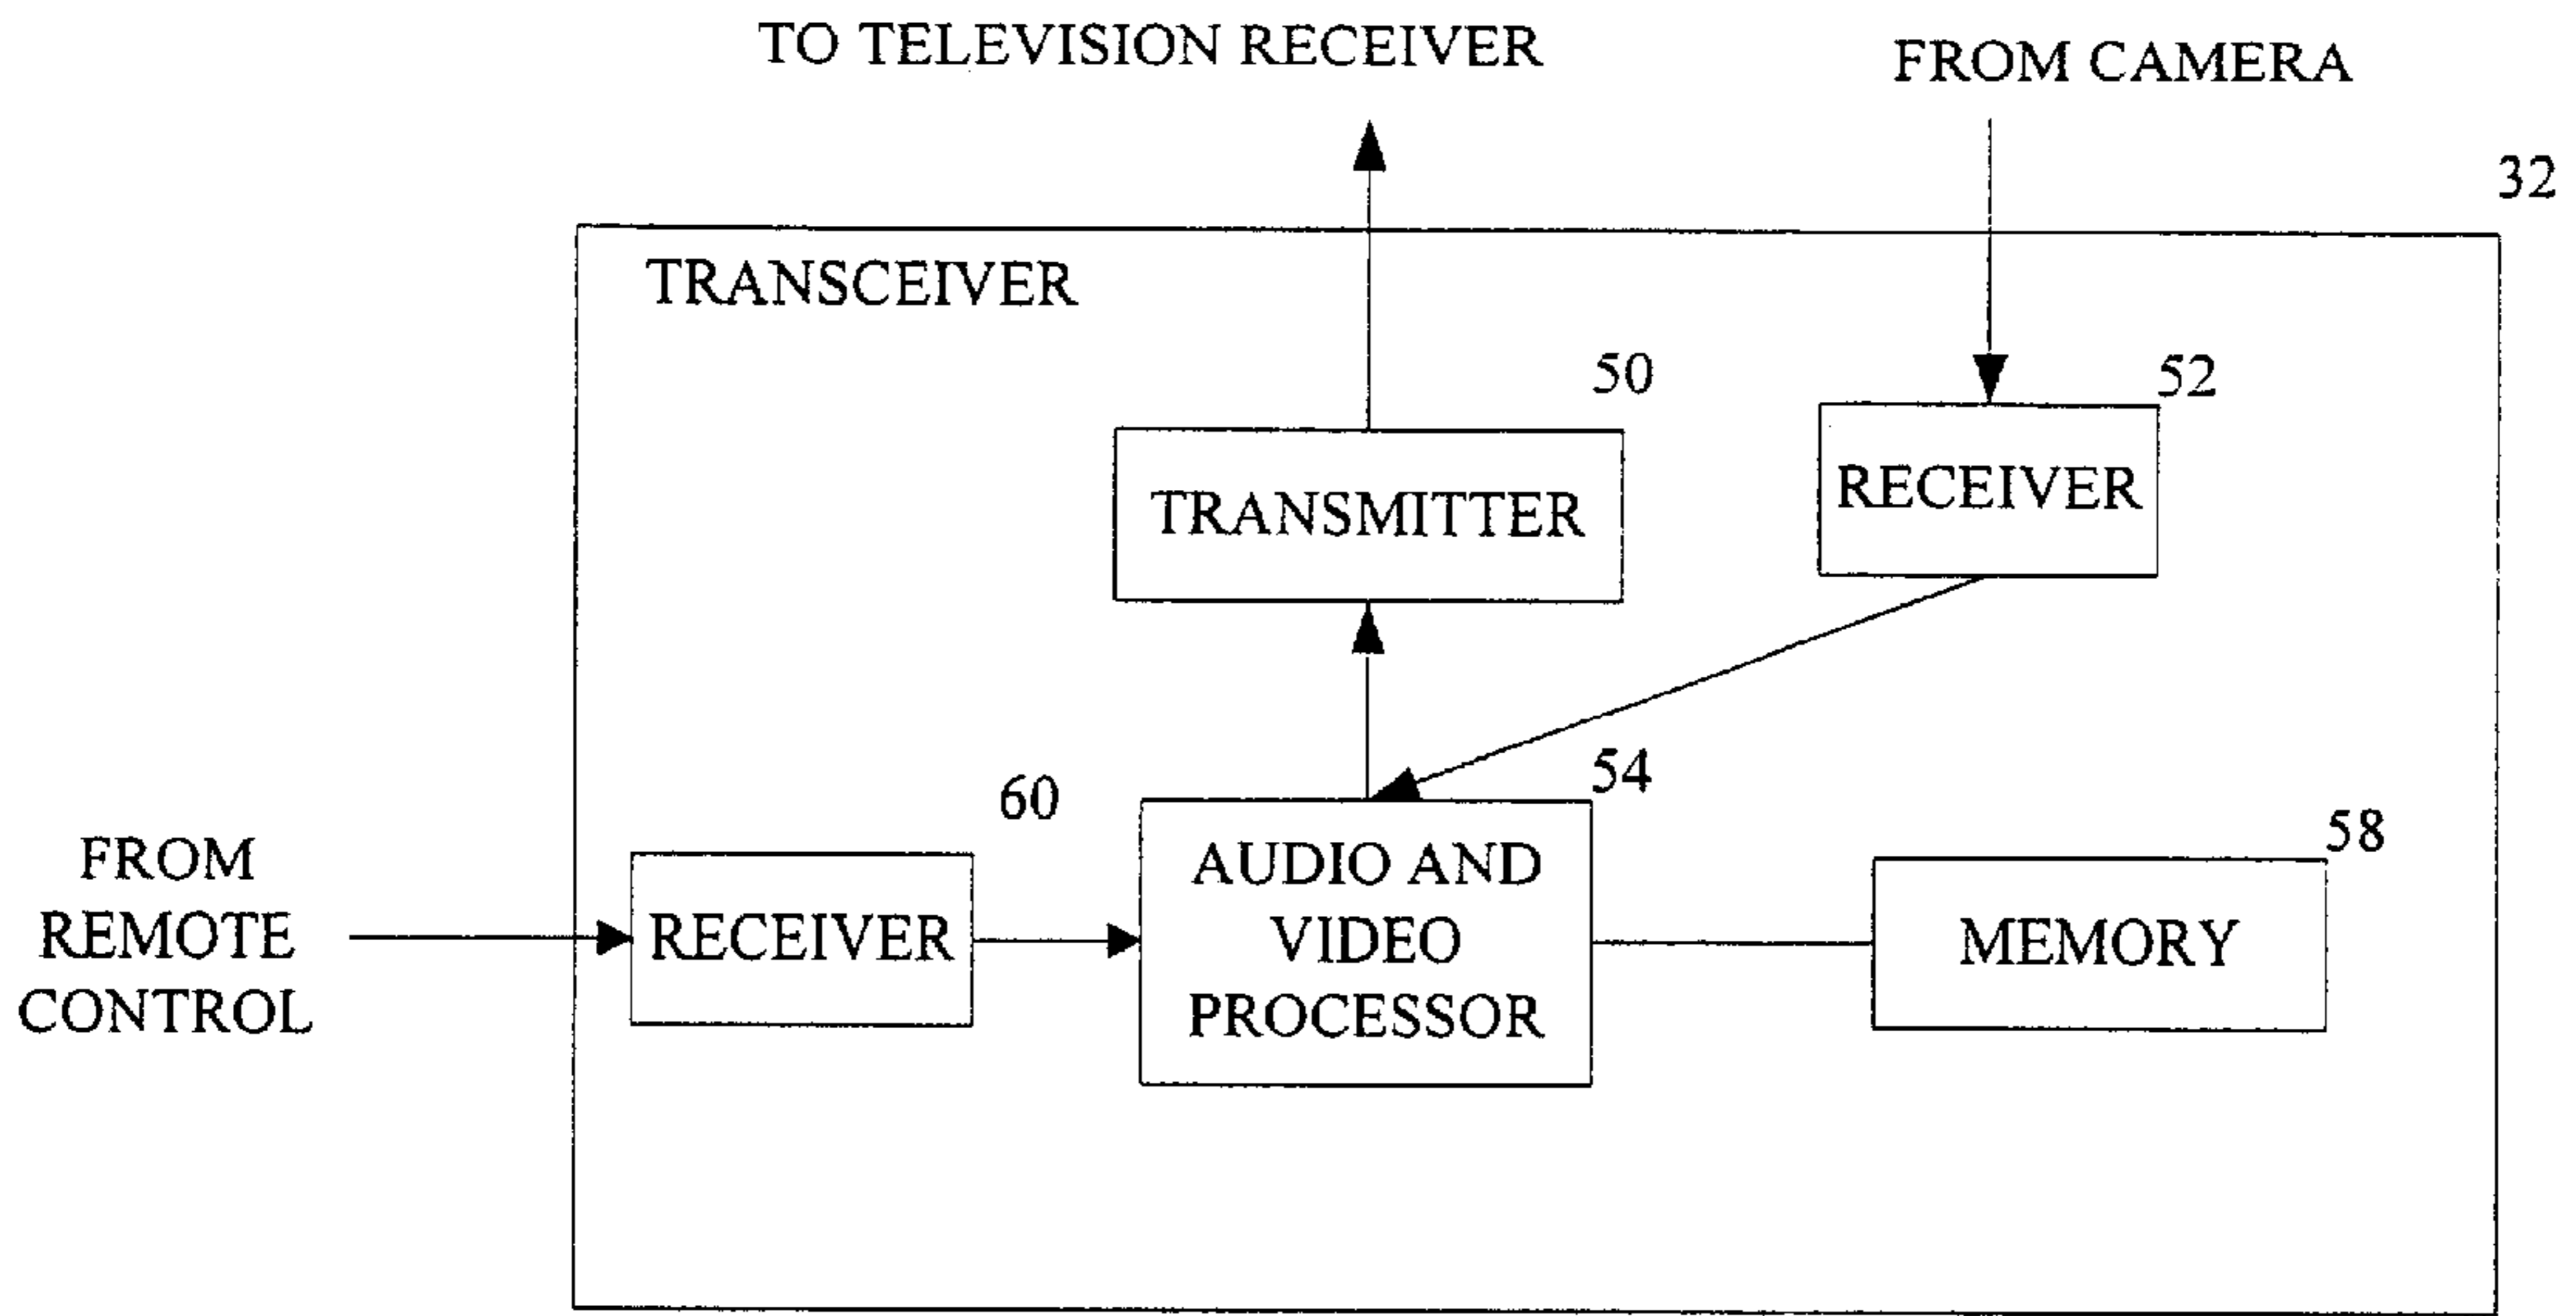 TO TELEVISION RECEIVER
FROM CAMERA
32
TRANSCEIVER
50
52
TRANSMITTER
RECEIVER
60
54
58
FROM
REMOTE
CONTROL
RECEIVER
AUDIO AND
VIDEO
PROCESSOR
MEMORY